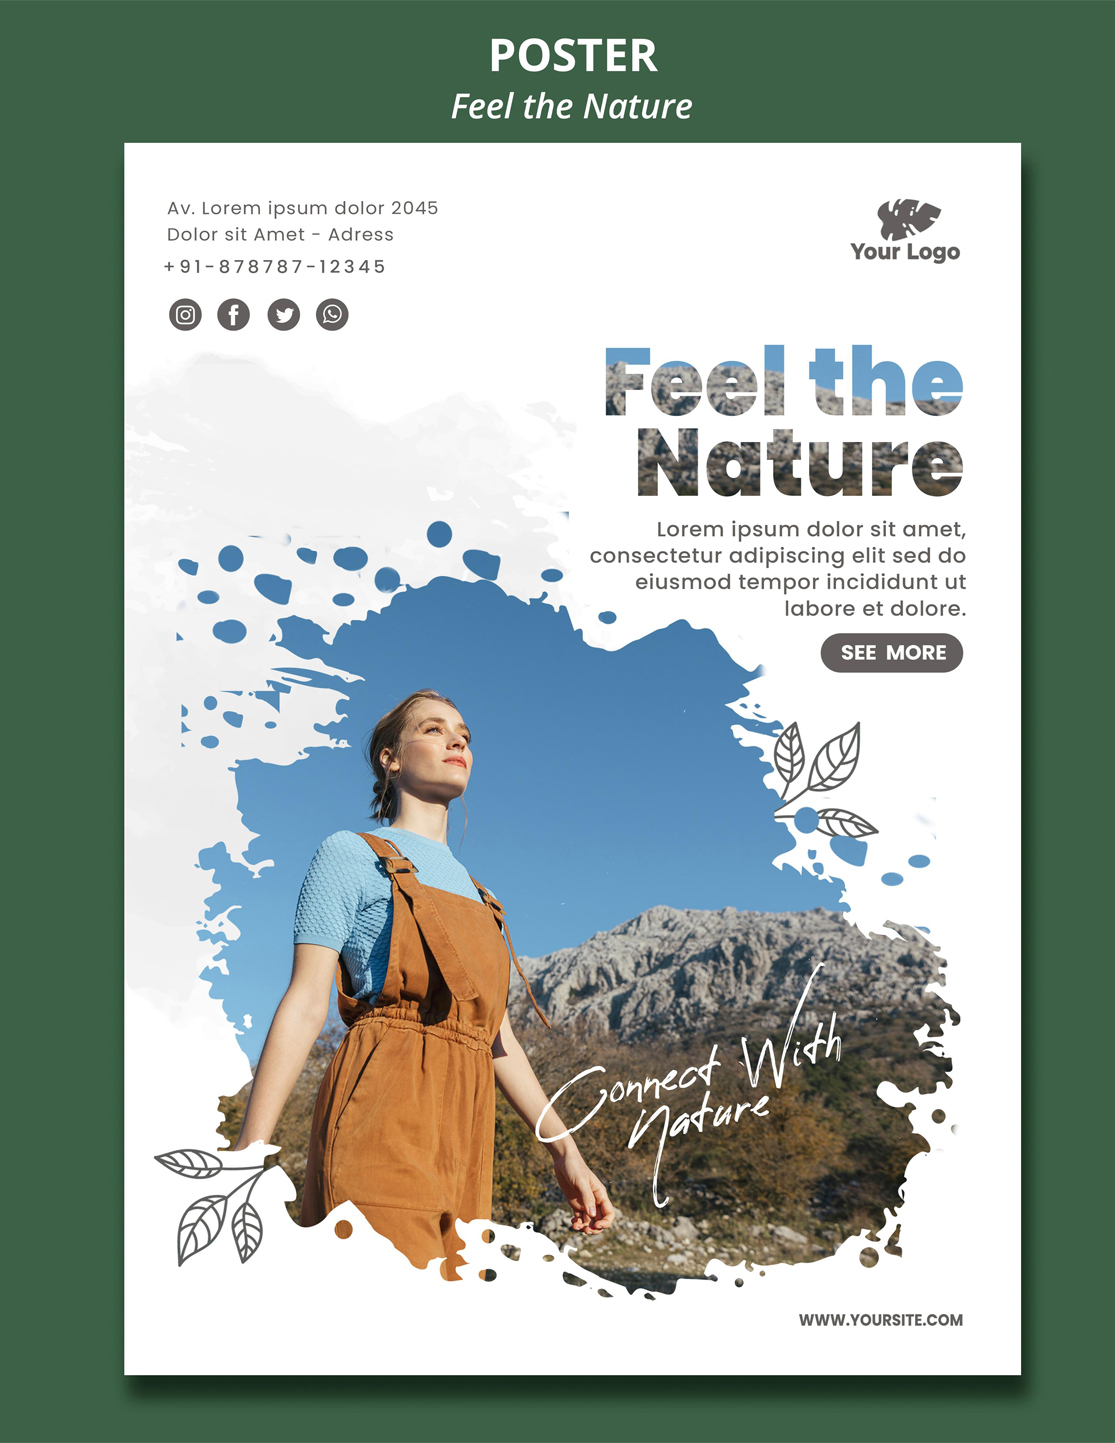 POSTER
Feel the Nature
Av. Lorem ipsum dolor 2045
Dolor sit Amet - Adress
+91-878787-12345
Your Logo
Feel the
Nature
Lorem ipsum dolor sit amet,
consectetur adipiscing elit sed do
eiusmod tempor incididunt ut
labore et dolore.
SEE MORE
Connect With
Nature
WWW.YOURSITE.COM